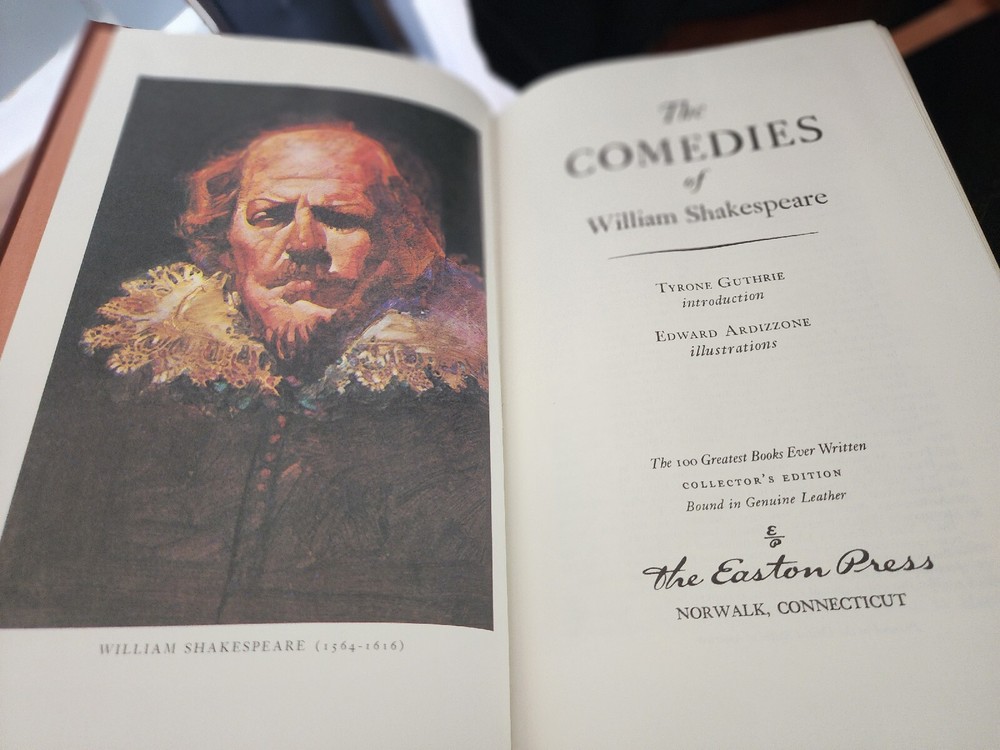 WILLIAM SHAKESPEARE (1564-1616)
The
COMEDIES
of
William Shakespeare
TYRONE GUTHRIE
introduction
EDWARD ARDIZZONE
illustrations
The 100 Greatest Books Ever Written
COLLECTOR'S EDITION
Bound in Genuine Leather
E
P
The Easton Press
NORWALK, CONNECTICUT